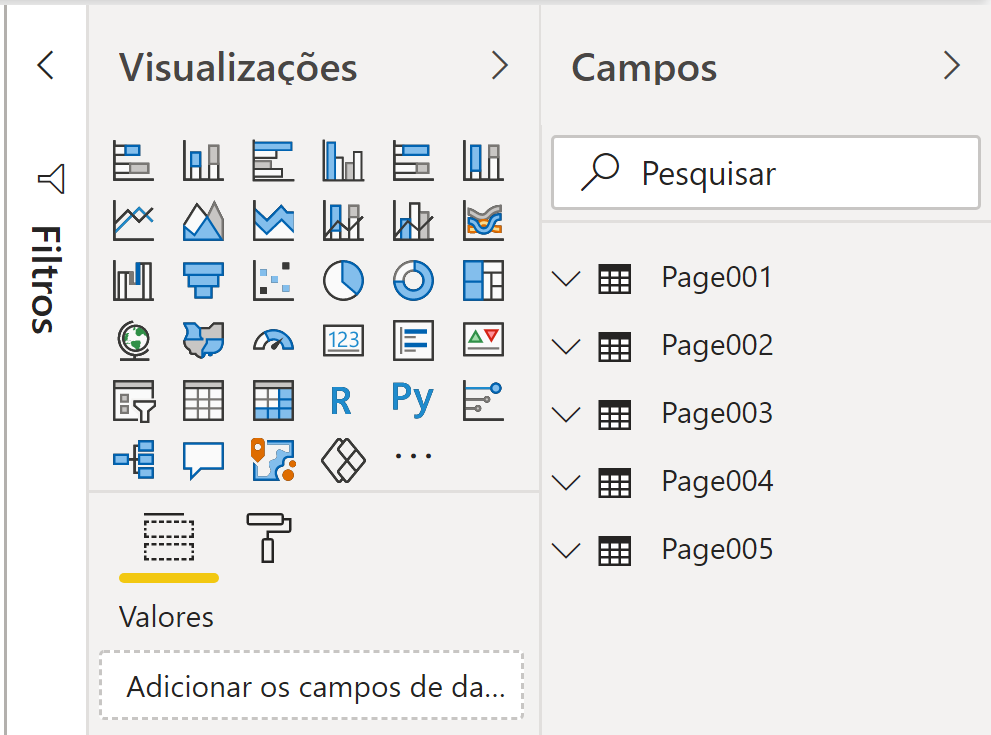 Filtros
Visualizações
123
R
Py
Valores
Adicionar os campos de da...
Campos
Pesquisar
Page001
Page002
Page003
Page004
Page005